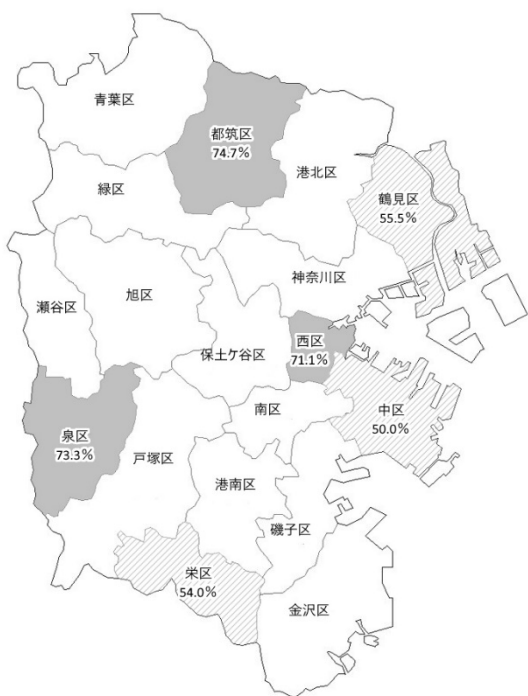 青葉区
都筑区
74.7%
港北区
緑区
鶴見区
55.5%
神奈川区
瀬谷区
旭区
西区
71.1%
保土ケ谷区
南区
中区
50.0%
泉区
73.3%
戸塚区
港南区
磯子区
栄区
54.0%
金沢区